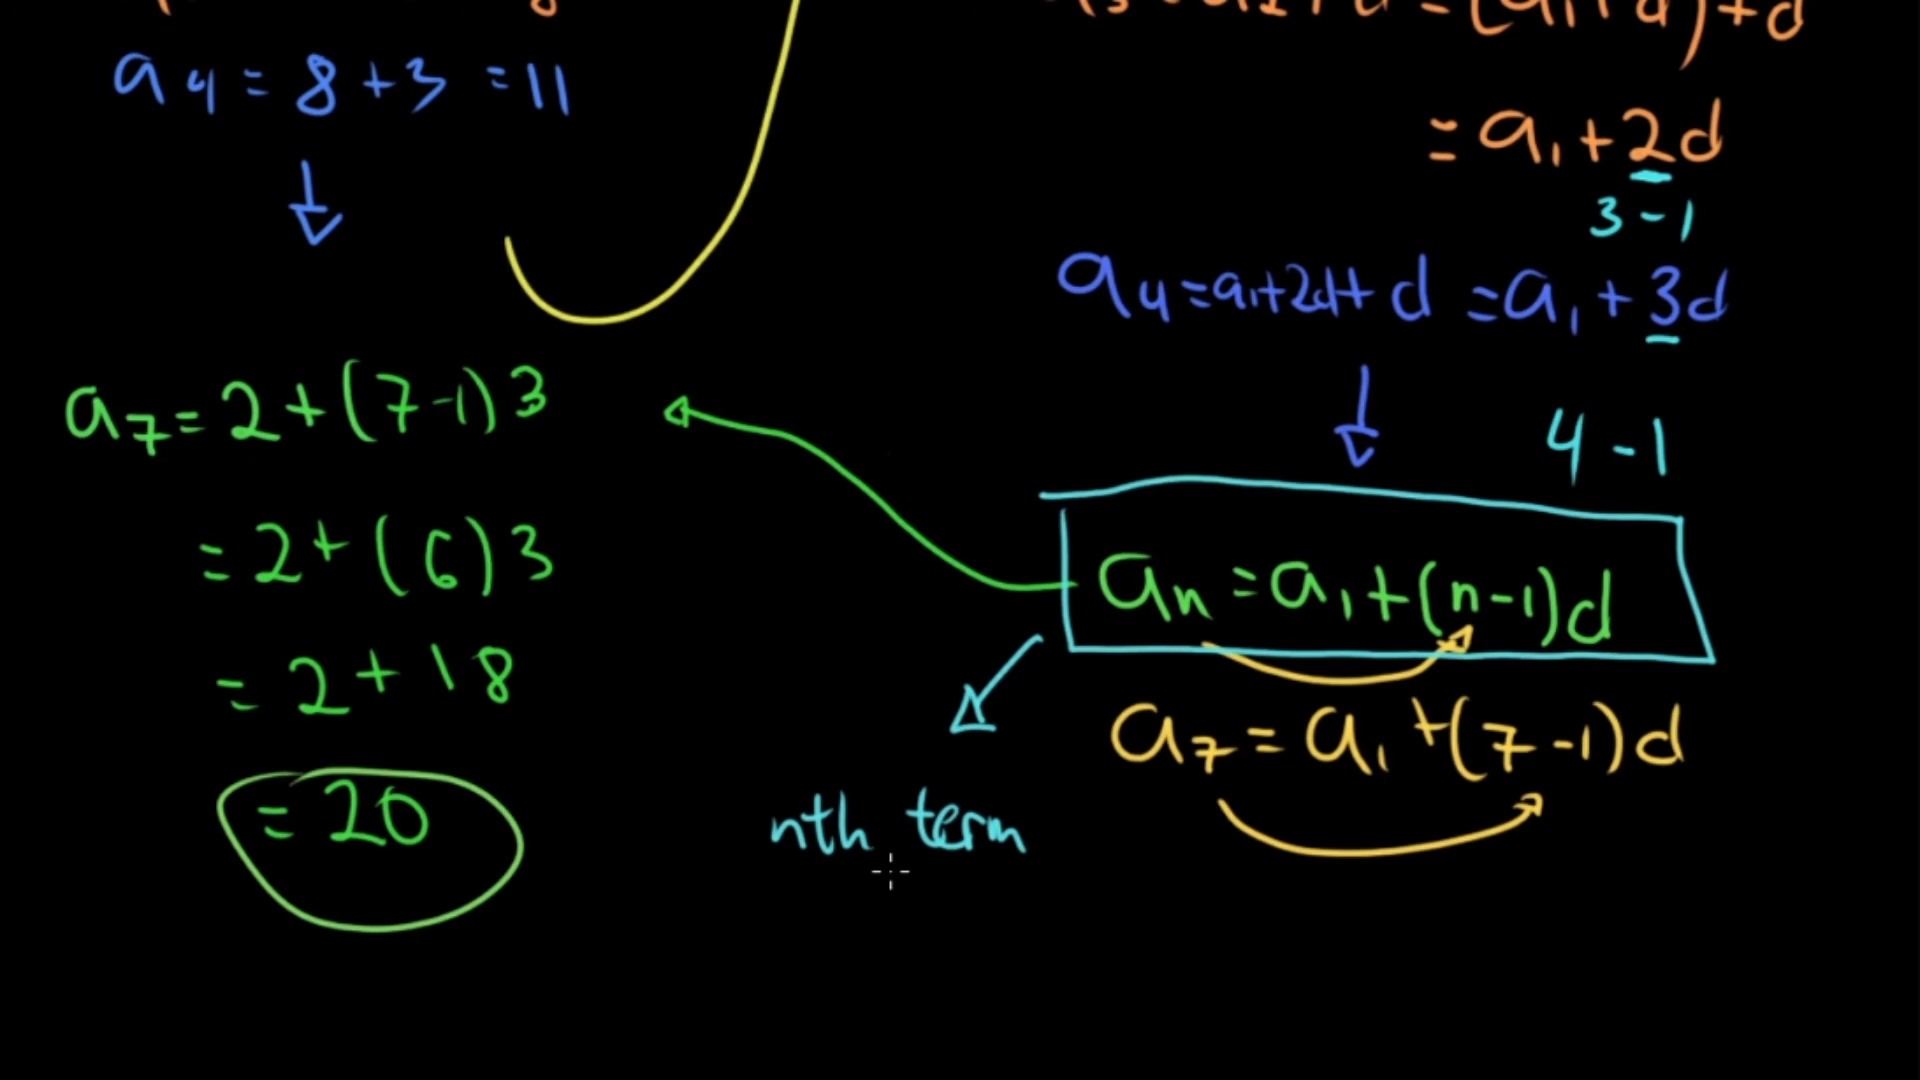 a4 = 8 + 3 = 11
a7 = 2 + (7-1)3
= 2 + (6)3
= 2 + 18
= 20
= a1 + 2d
3 - 1
a4 = a1+2d+ d = a1 + 3d
4 - 1
an = a1 + (n-1)d
a7 = a1 + (7-1)d
nth term